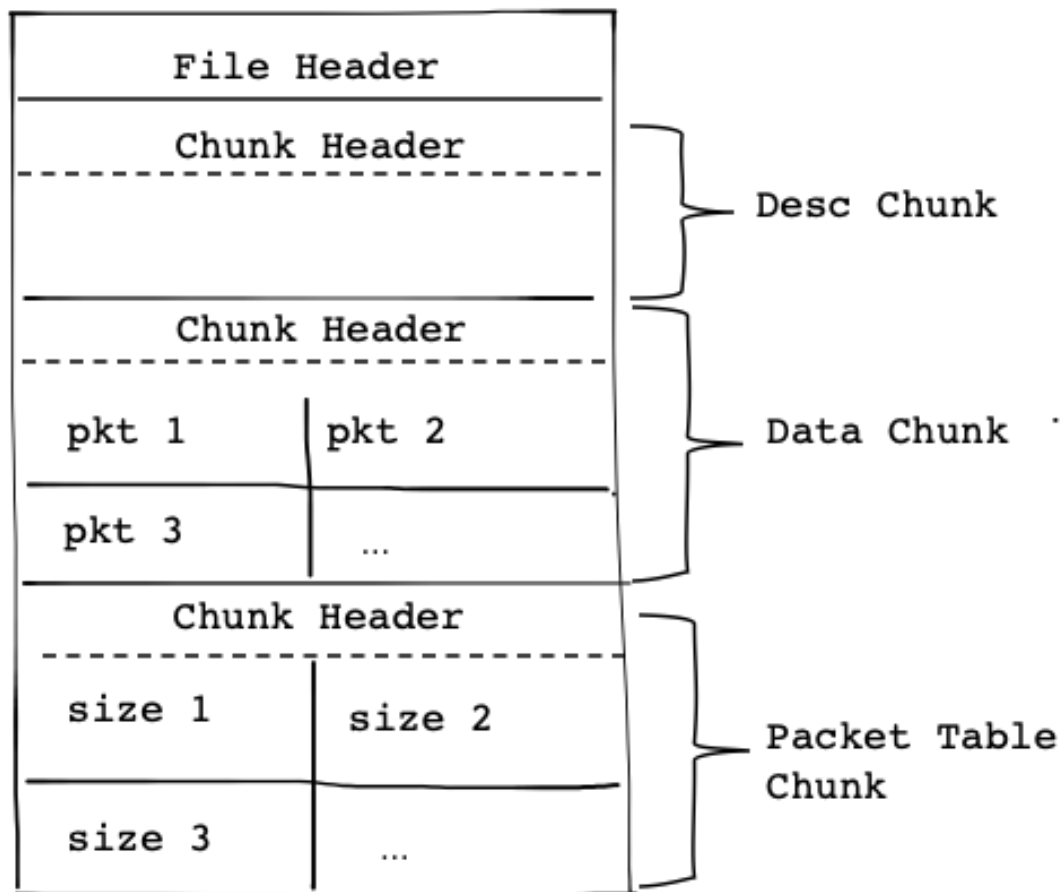 File Header
Chunk Header
Desc Chunk
Chunk Header
pkt 1
pkt 2
Data Chunk
pkt 3
...
Chunk Header
size 1
size 2
Packet Table
Chunk
size 3
...